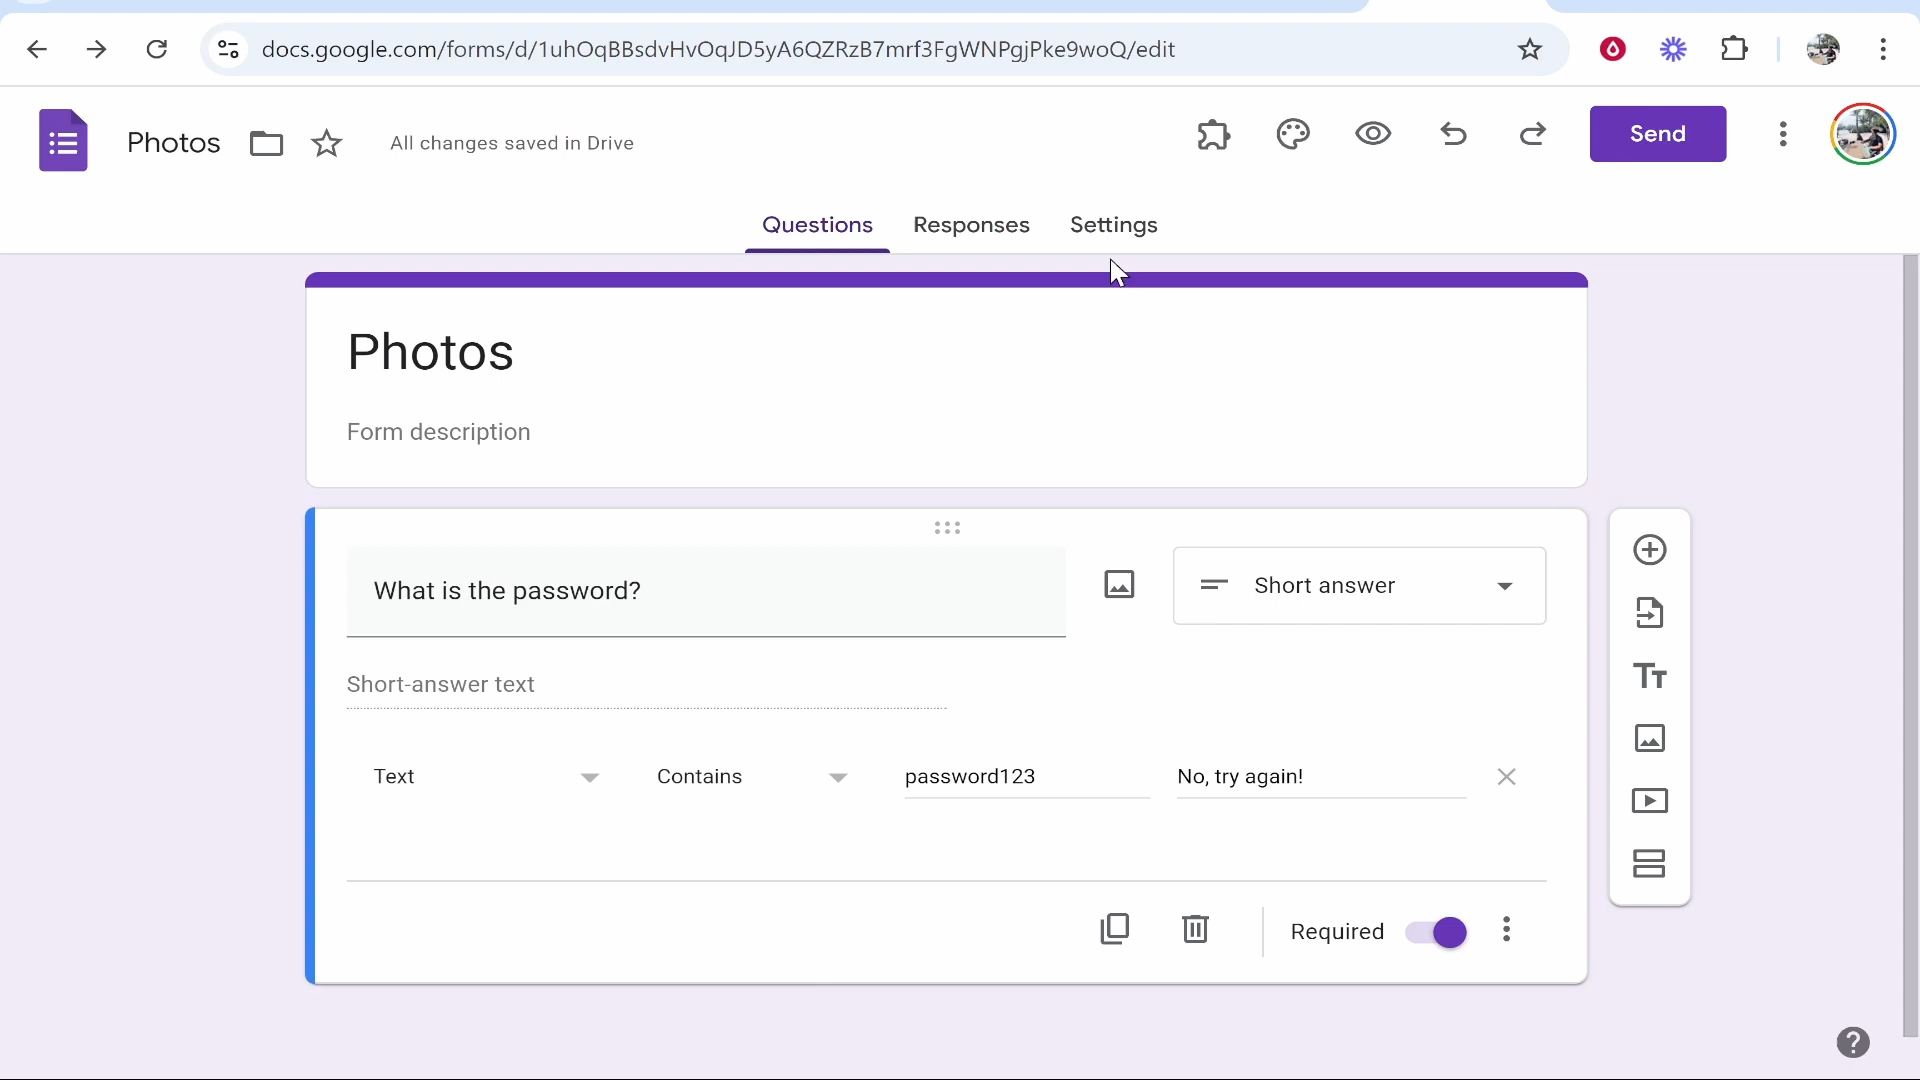 docs.google.com/forms/d/1uhOqBBsdvHvOqJD5yA6QZRzB7mrf3FgWNPgjPke9woQ/edit
Photos
All changes saved in Drive
Send
Questions
Responses
Settings
Photos
Form description
What is the password?
Short answer
Short-answer text
Text
Contains
password123
No, try again!
Required